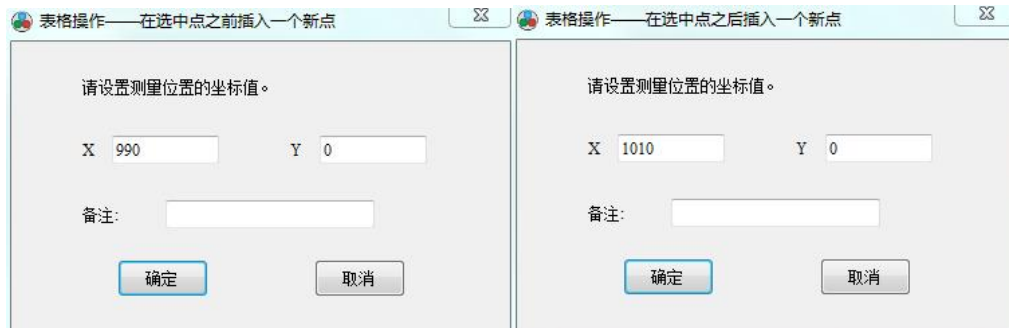 表格操作——在选中点之前插入一个新点
请设置测量位置的坐标值。
X 990 Y 0
备注:
确定 取消
表格操作——在选中点之后插入一个新点
请设置测量位置的坐标值。
X 1010 Y 0
备注:
确定 取消